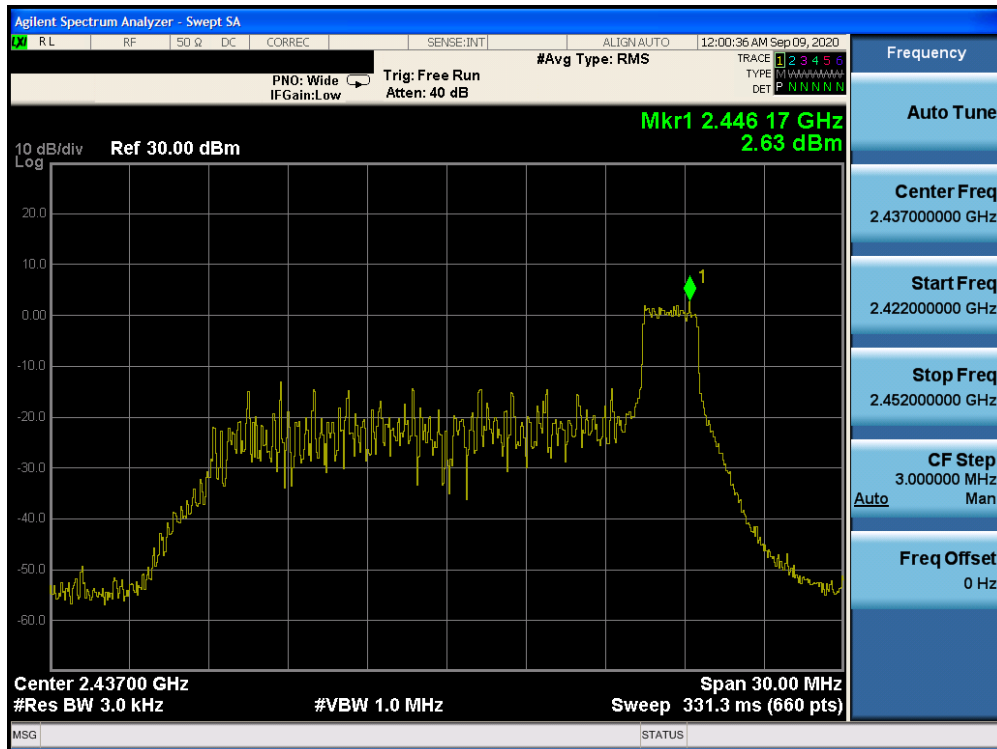 Agilent Spectrum Analyzer - Swept SA
LXI RL RF 50 Ω DC CORREC SENSE:INT ALIGN AUTO 12:00:36 AM Sep 09, 2020
#Avg Type: RMS TRACE 1 2 3 4 5 6
PNO: Wide Trig: Free Run TYPE M W W W W W
IFGain:Low Atten: 40 dB DET P N N N N N
Mkr1 2.446 17 GHz
2.63 dBm
10 dB/div Ref 30.00 dBm
Log
20.0
10.0
1
0.00
-10.0
-20.0
-30.0
-40.0
-50.0
-60.0
Center 2.43700 GHz Span 30.00 MHz
#Res BW 3.0 kHz #VBW 1.0 MHz Sweep 331.3 ms (660 pts)
MSG STATUS
Frequency
Auto Tune
Center Freq
2.437000000 GHz
Start Freq
2.422000000 GHz
Stop Freq
2.452000000 GHz
CF Step
3.000000 MHz
Auto Man
Freq Offset
0 Hz